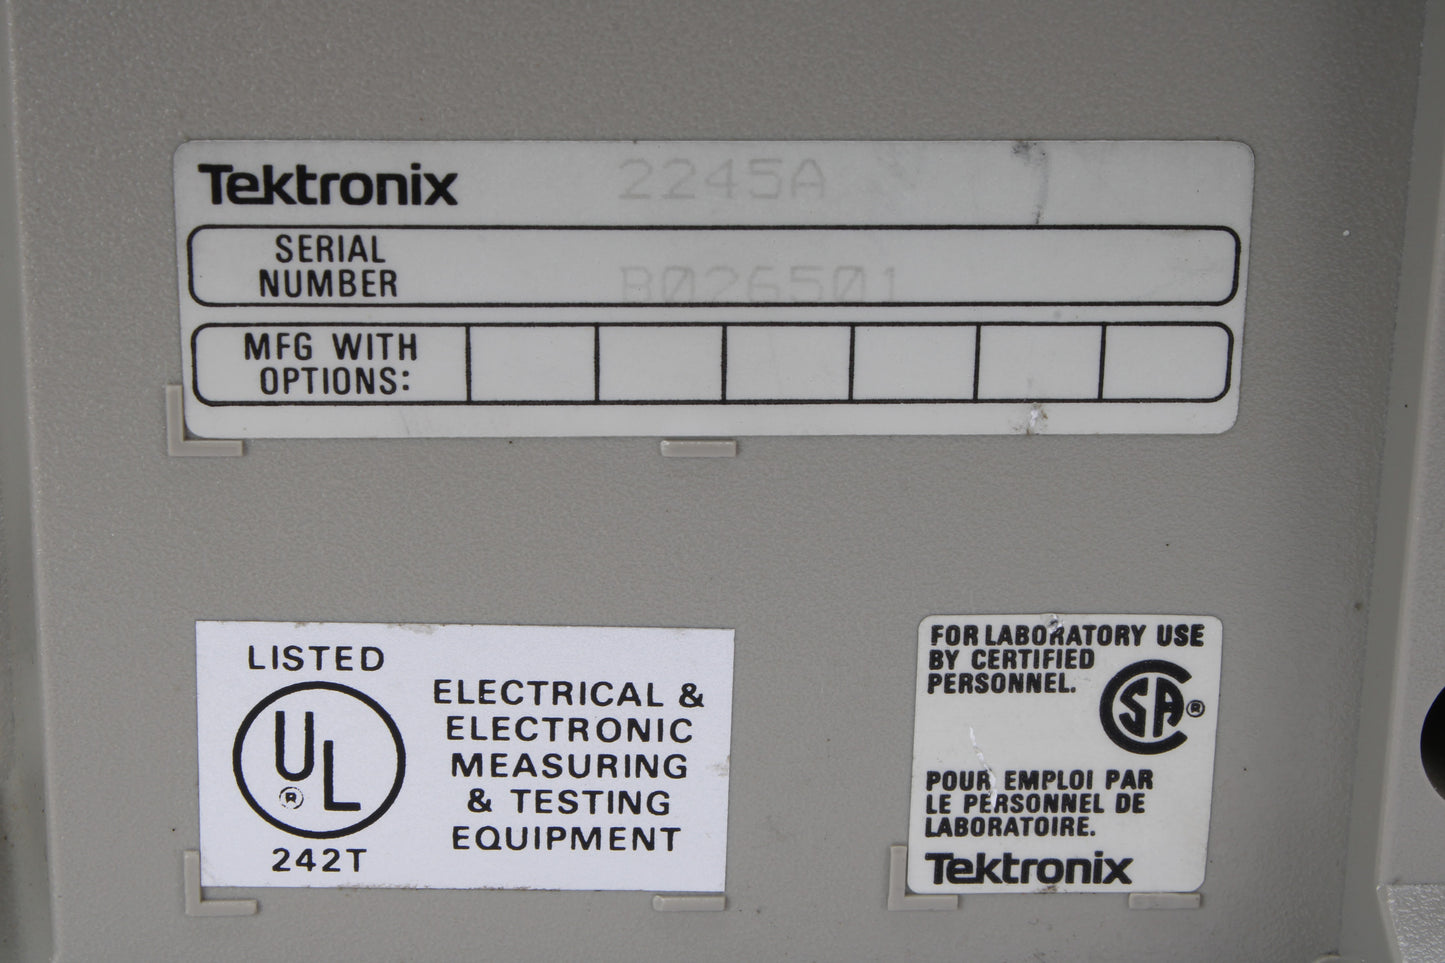 Tektronix 2245A
SERIAL
NUMBER
B026501
MFG WITH
OPTIONS:
LISTED
UL
®
242T
ELECTRICAL &
ELECTRONIC
MEASURING
& TESTING
EQUIPMENT
FOR LABORATORY USE
BY CERTIFIED
PERSONNEL.
SA ®
POUR EMPLOI PAR
LE PERSONNEL DE
LABORATOIRE.
Tektronix